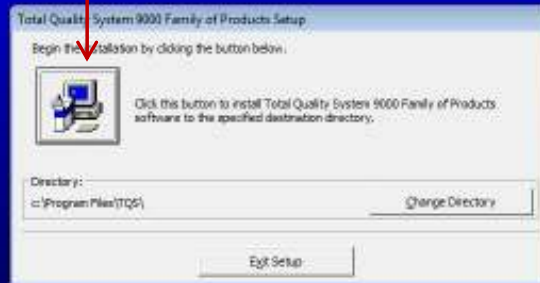 Total Quality System 9000 Family of Products Setup
Begin the installation by clicking the button below.
Click this button to install Total Quality System 9000 Family of Products
software to the specified destination directory.
Directory:
c:\Program Files\TQS\
Change Directory
Exit Setup